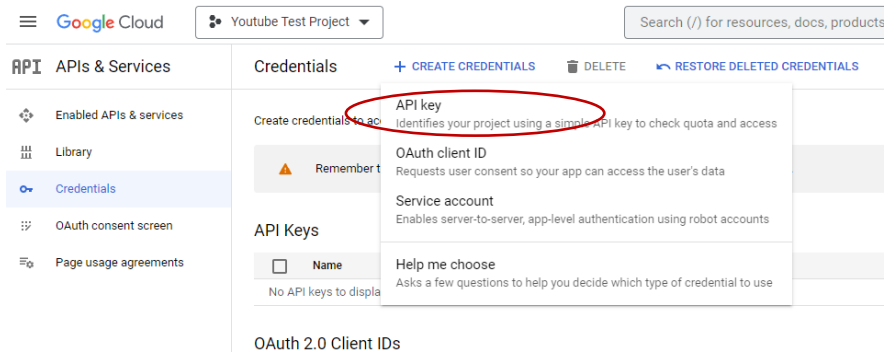 Google Cloud
Youtube Test Project
Search (/) for resources, docs, products
API APIs & Services
Credentials
+ CREATE CREDENTIALS
DELETE
RESTORE DELETED CREDENTIALS
Enabled APIs & services
Library
Credentials
OAuth consent screen
Page usage agreements
Create credentials to
Remember
API key
Identifies your project using a simple API key to check quota and access
OAuth client ID
Requests user consent so your app can access the user's data
Service account
Enables server-to-server, app-level authentication using robot accounts
Help me choose
Asks a few questions to help you decide which type of credential to use
API Keys
Name
No API keys to displa
OAuth 2.0 Client IDs